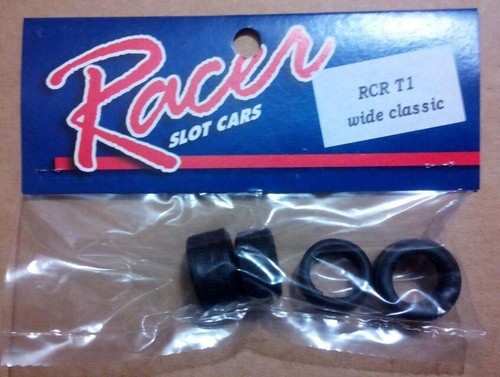 Racer
SLOT CARS
RCR T1
wide classic